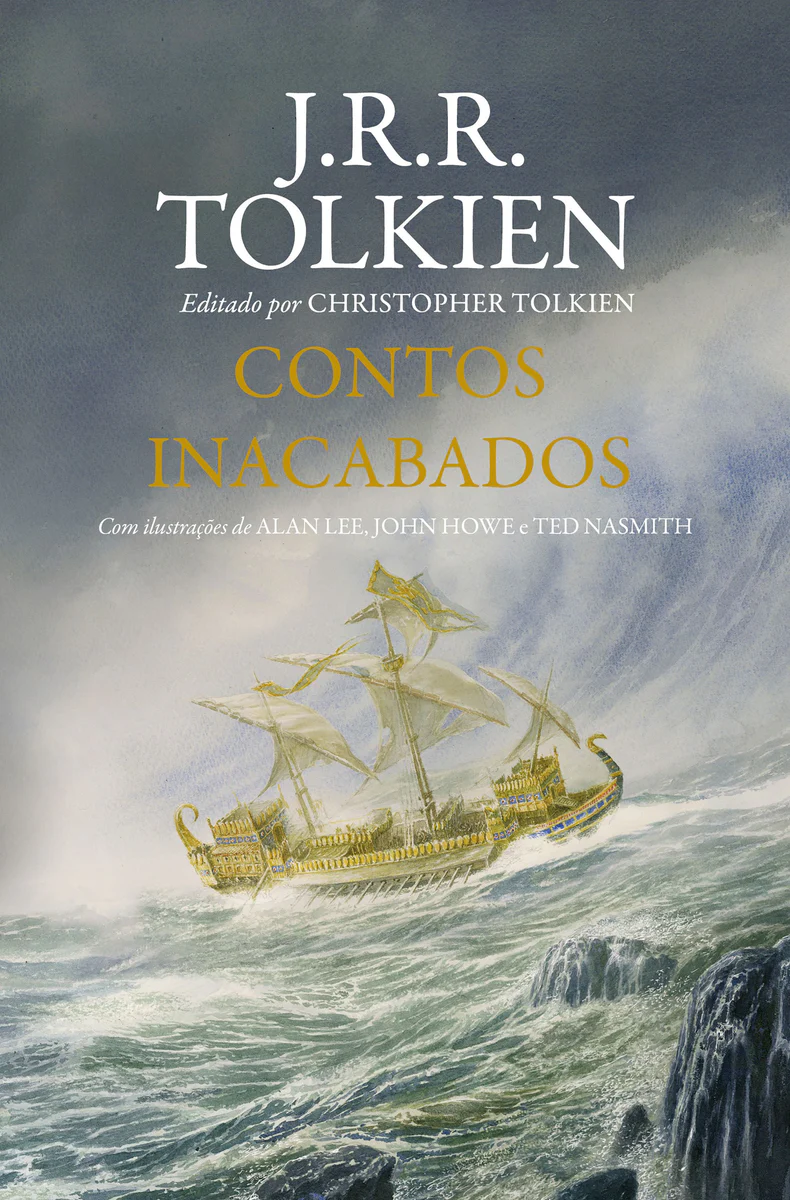 J.R.R.
TOLKIEN
Editado por CHRISTOPHER TOLKIEN
CONTOS
INACABADOS
Com ilustrações de ALAN LEE, JOHN HOWE e TED NASMITH